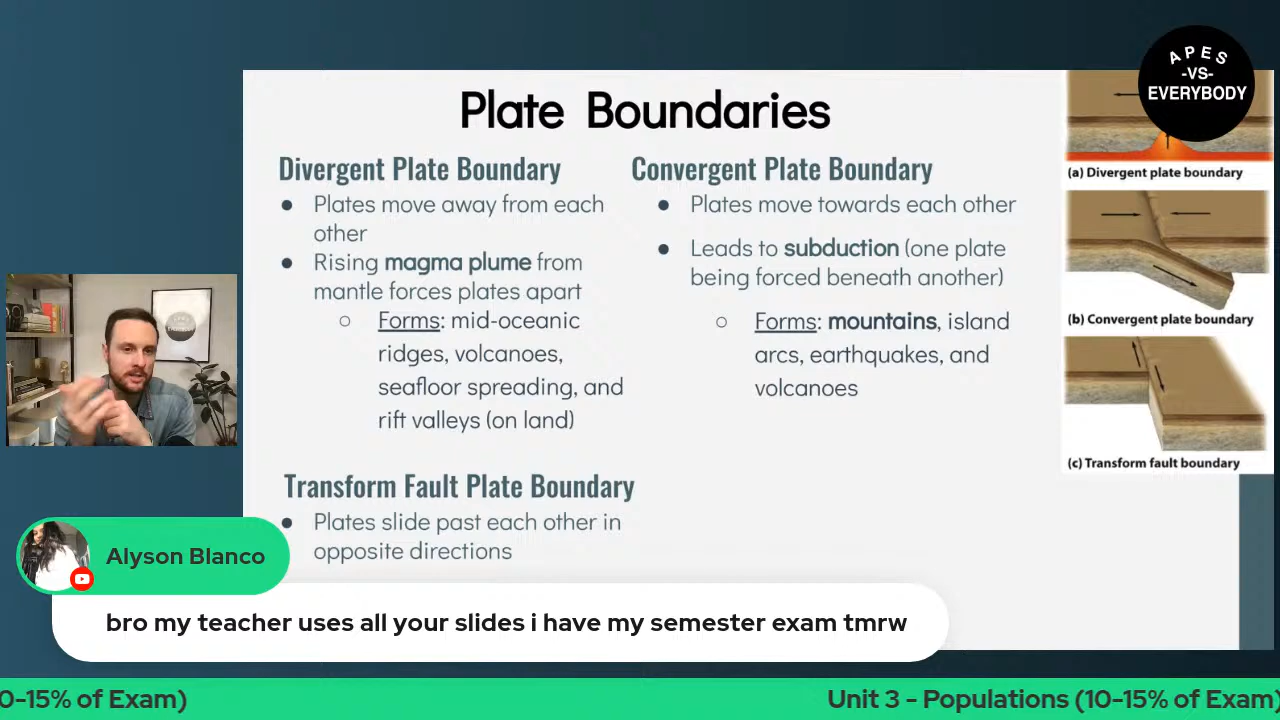 APES
-VS-
EVERYBODY
Plate Boundaries
Divergent Plate Boundary
● Plates move away from each
other
● Rising magma plume from
mantle forces plates apart
○ Forms: mid-oceanic
ridges, volcanoes,
seafloor spreading, and
rift valleys (on land)
Convergent Plate Boundary
● Plates move towards each other
● Leads to subduction (one plate
being forced beneath another)
○ Forms: mountains, island
arcs, earthquakes, and
volcanoes
(a) Divergent plate boundary
(b) Convergent plate boundary
(c) Transform fault boundary
Transform Fault Plate Boundary
● Plates slide past each other in
opposite directions
Alyson Blanco
bro my teacher uses all your slides i have my semester exam tmrw
0-15% of Exam)
Unit 3 - Populations (10-15% of Exam)